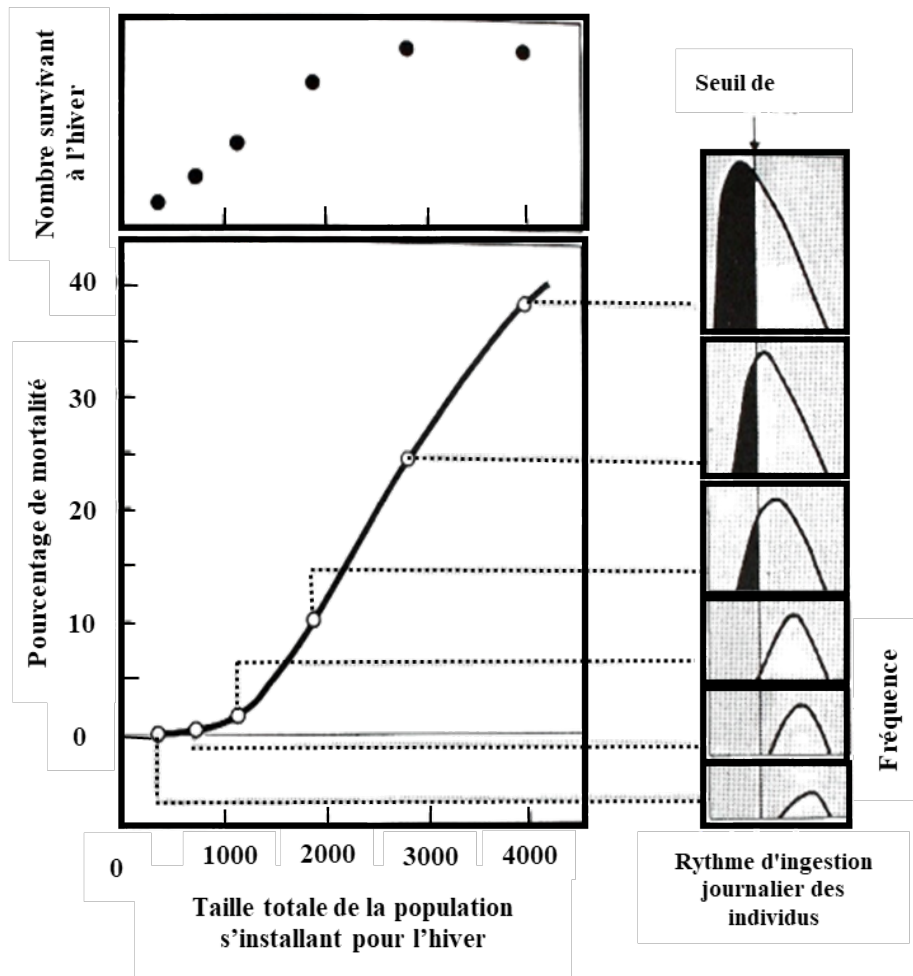 Nombre survivant
à l'hiver
Seuil de
40
30
20
10
0
Pourcentage de mortalité
Fréquence
0
1000
2000
3000
4000
Taille totale de la population
s'installant pour l'hiver
Rythme d'ingestion
journalier des
individus